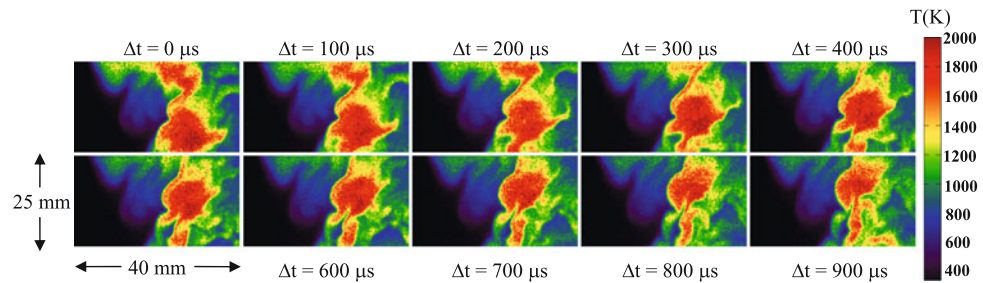 T(K)
Δt = 0 μs Δt = 100 μs Δt = 200 μs Δt = 300 μs Δt = 400 μs
2000
1800
1600
1400
1200
1000
800
600
400
25 mm
40 mm
Δt = 600 μs Δt = 700 μs Δt = 800 μs Δt = 900 μs